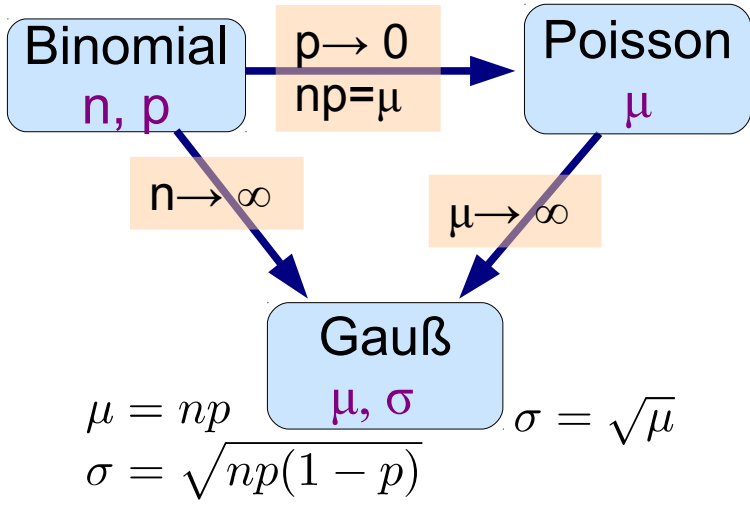 Binomial
n, p
p→ 0
np=μ
Poisson
μ
n→ ∞
μ→ ∞
Gauß
μ, σ
μ = np
σ = √np(1 − p)
σ = √μ